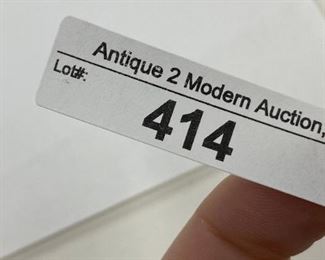 Antique 2 Modern Auction,
Lot#:
414